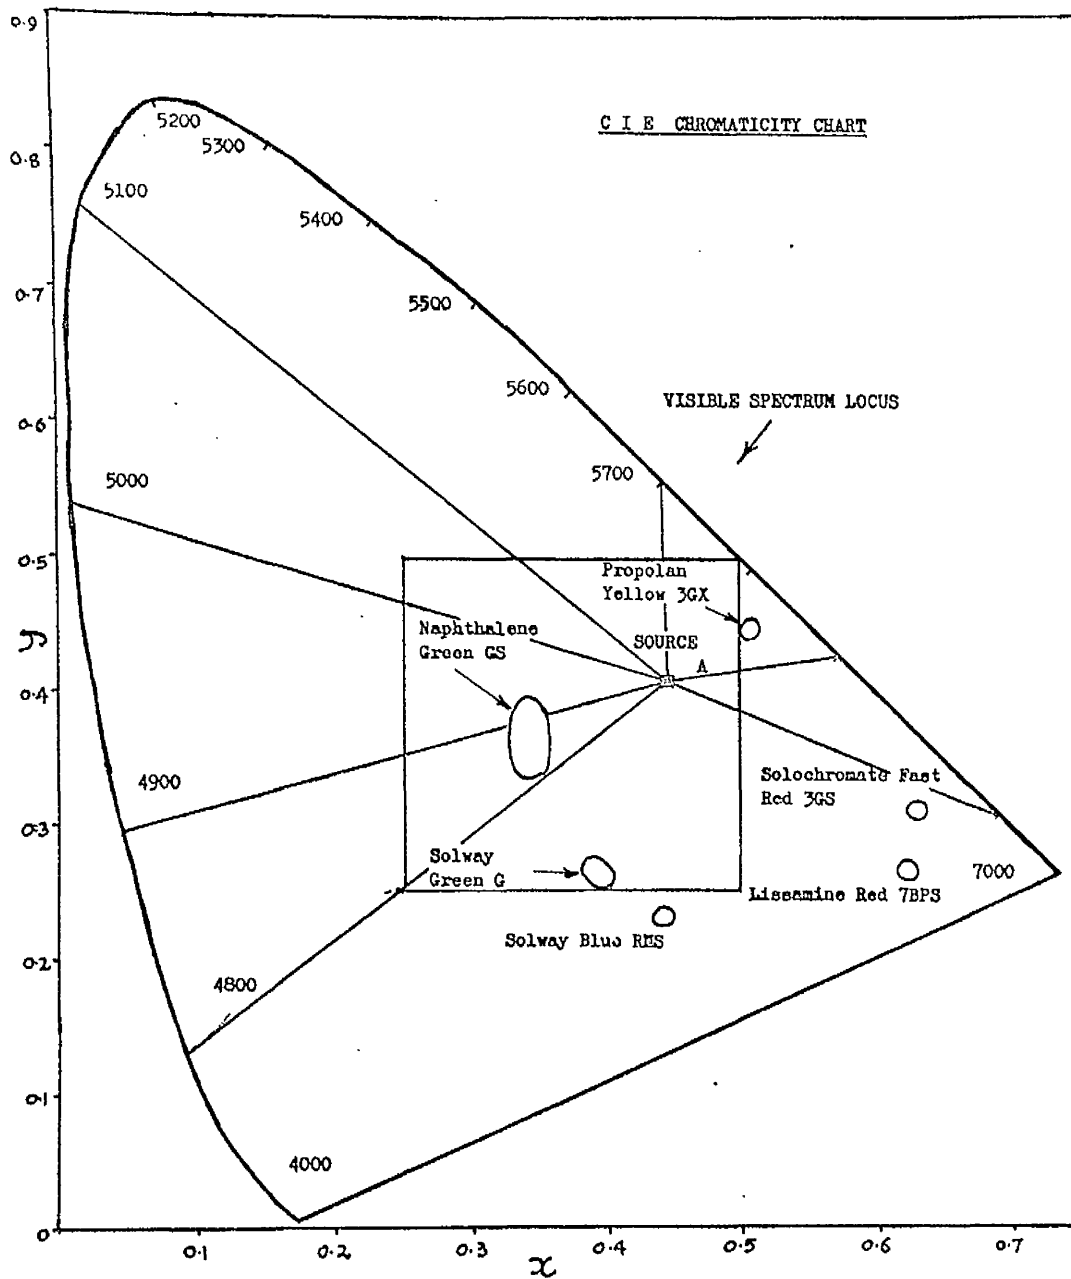 0.9
C I E CHROMATICITY CHART
5200
5300
0.8
5100
5400
0.7
5500
5600
VISIBLE SPECTRUM LOCUS
0.6
5700
5000
0.5
Propolan
Yellow 3GX
y
Naphthalene
Green GS
SOURCE
A
0.4
4900
Solochromate Fast
Red 3GS
0.3
Solway
Green G
7000
Lissamine Red 7BPS
Solway Blue RMS
0.2
4800
0.1
4000
0
0.1
0.2
0.3
0.4
0.5
0.6
0.7
x